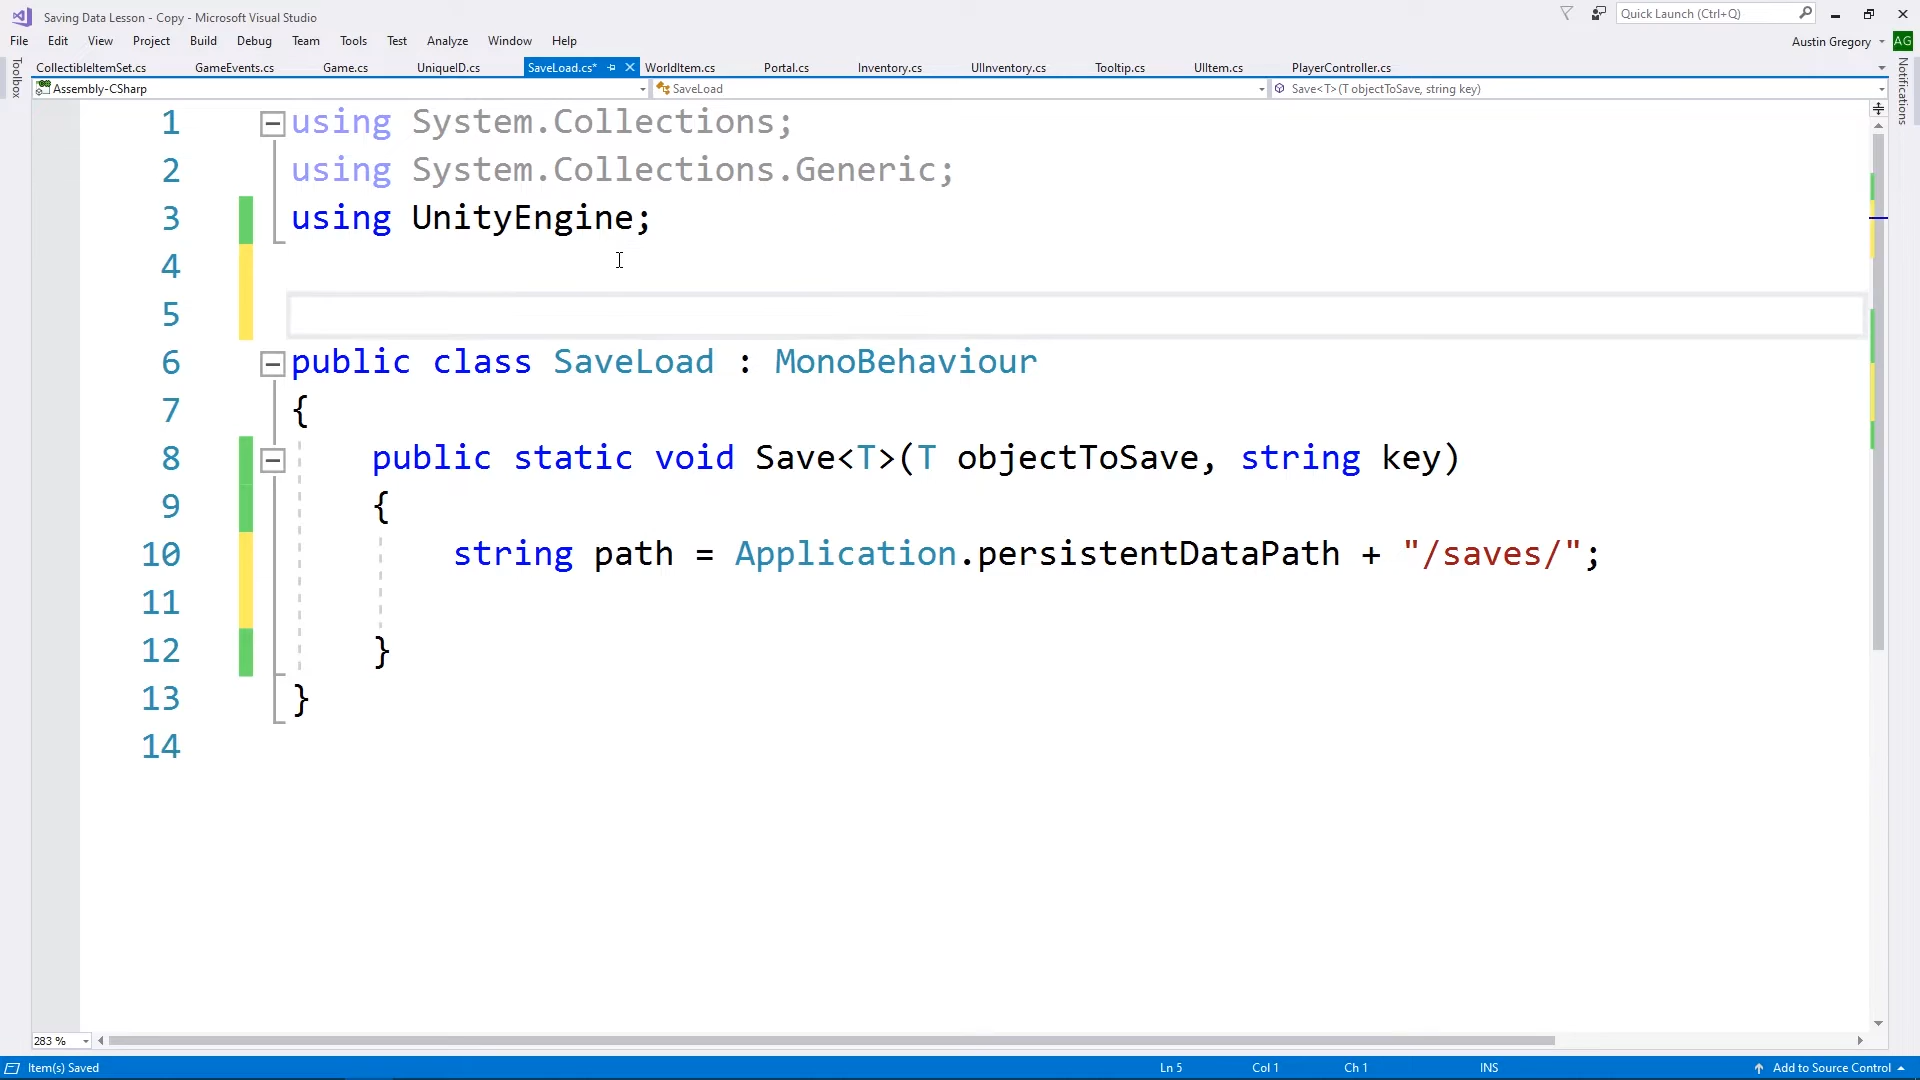 Saving Data Lesson - Copy - Microsoft Visual Studio
Quick Launch (Ctrl+Q)
File Edit View Project Build Debug Team Tools Test Analyze Window Help
Austin Gregory AG
Toolbox
CollectibleItemSet.cs GameEvents.cs Game.cs UniqueID.cs SaveLoad.cs* WorldItem.cs Portal.cs Inventory.cs UIInventory.cs Tooltip.cs UIItem.cs PlayerController.cs
Notifications
Assembly-CSharp SaveLoad Save<T>(T objectToSave, string key)
1 using System.Collections;
2 using System.Collections.Generic;
3 using UnityEngine;
4
5
6 public class SaveLoad : MonoBehaviour
7 {
8 public static void Save<T>(T objectToSave, string key)
9 {
10 string path = Application.persistentDataPath + "/saves/";
11
12 }
13 }
14
283 %
Item(s) Saved Ln 5 Col 1 Ch 1 INS Add to Source Control